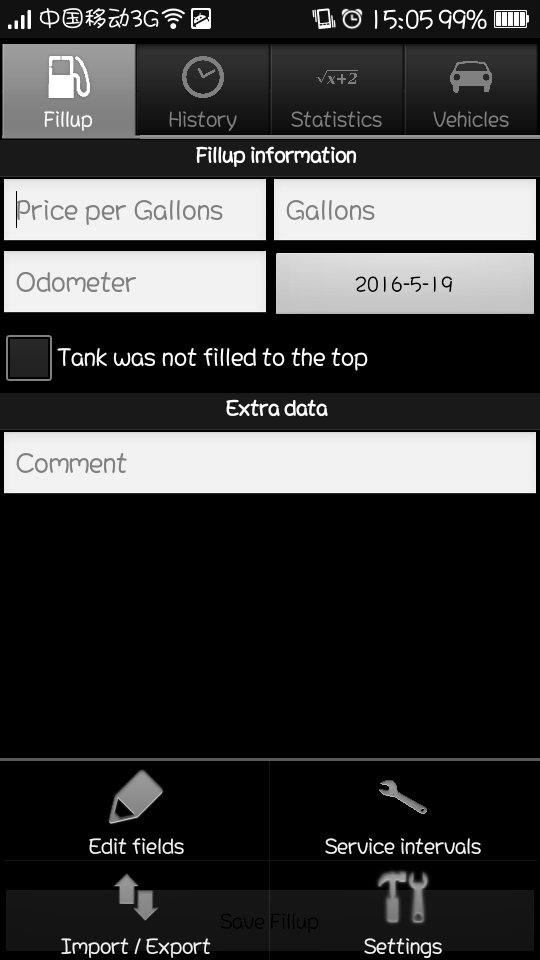 中国移动3G 15:05 99%
Fillup History √x+2 Statistics Vehicles
Fillup information
Price per Gallons Gallons
Odometer 2016-5-19
Tank was not filled to the top
Extra data
Comment
Edit fields Service intervals
Save Fillup
Import / Export Settings